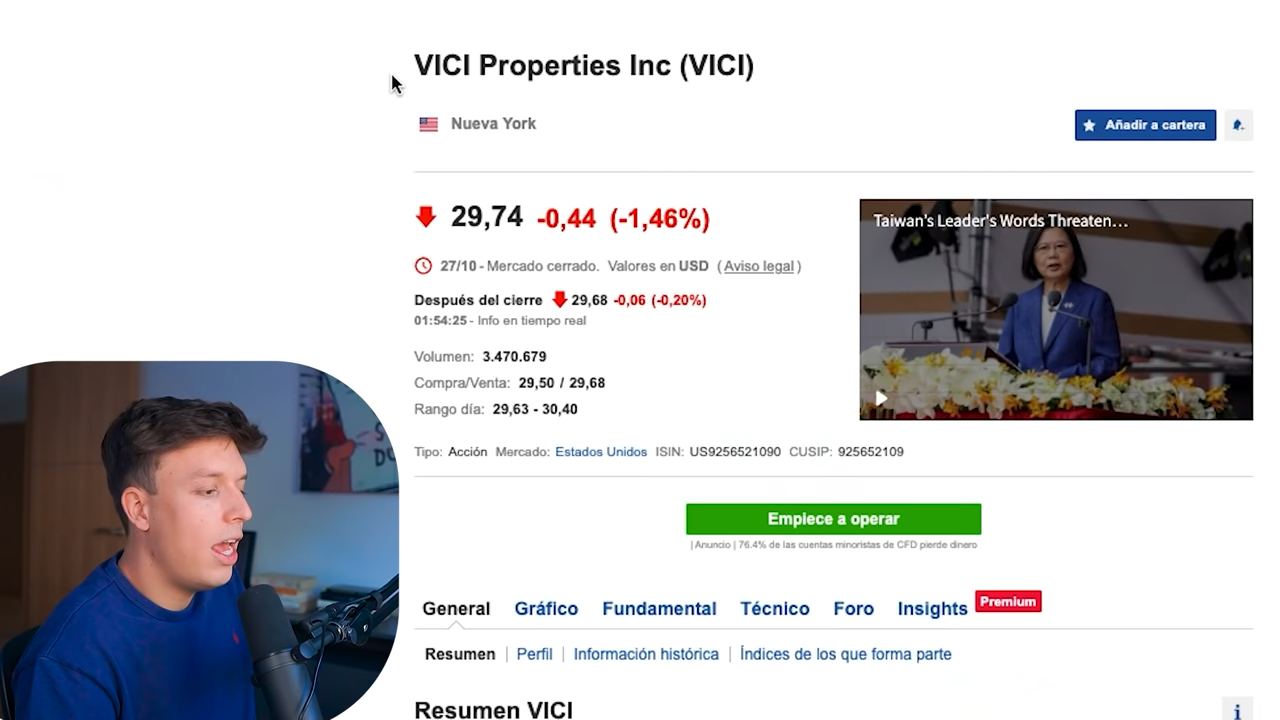 VICI Properties Inc (VICI)
Nueva York
Añadir a cartera
29,74 -0,44 (-1,46%)
27/10 - Mercado cerrado. Valores en USD ( Aviso legal )
Después del cierre 29,68 -0,06 (-0,20%)
01:54:25 - Info en tiempo real
Volumen: 3.470.679
Compra/Venta: 29,50 / 29,68
Rango día: 29,63 - 30,40
Taiwan's Leader's Words Threaten...
Tipo: Acción Mercado: Estados Unidos ISIN: US9256521090 CUSIP: 925652109
Empiece a operar
| Anuncio | 76.4% de las cuentas minoristas de CFD pierde dinero
General Gráfico Fundamental Técnico Foro Insights Premium
Resumen | Perfil | Información histórica | Índices de los que forma parte
Resumen VICI
i